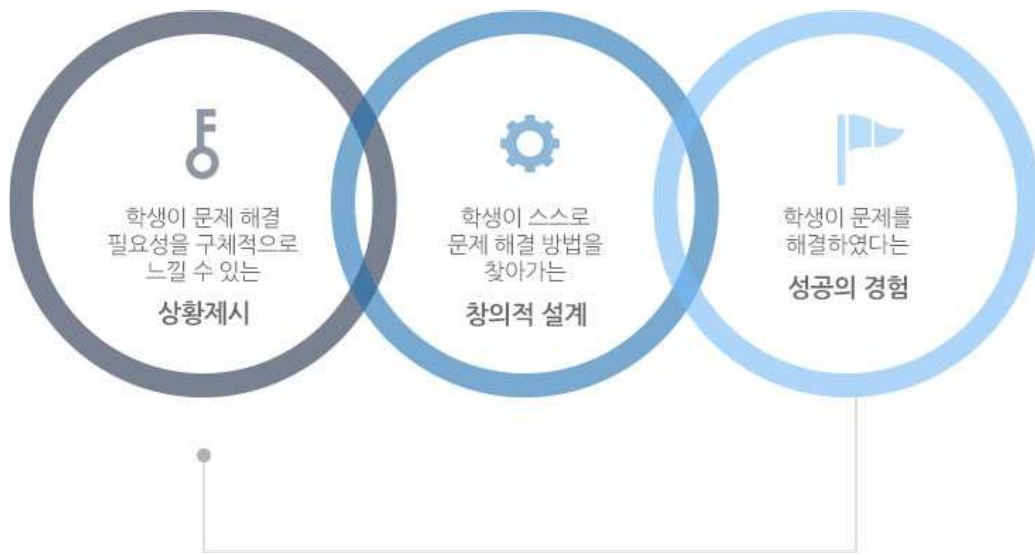 학생이 문제 해결
필요성을 구체적으로
느낄 수 있는
상황제시
학생이 스스로
문제 해결 방법을
찾아가는
창의적 설계
학생이 문제를
해결하였다는
성공의 경험